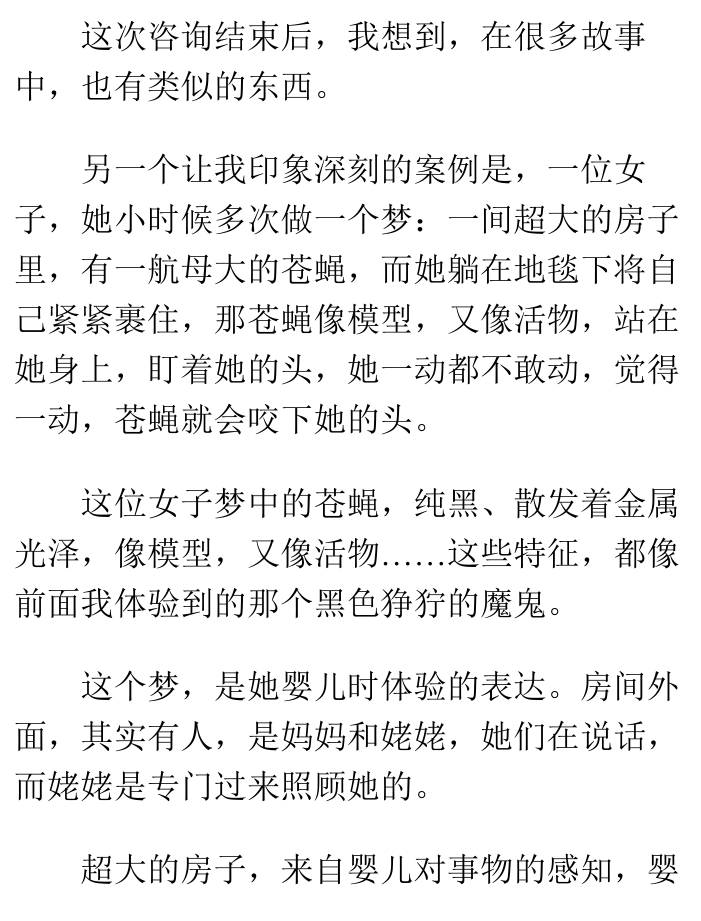 这次咨询结束后，我想到，在很多故事
中，也有类似的东西。
另一个让我印象深刻的案例是，一位女
子，她小时候多次做一个梦：一间超大的房子
里，有一航母大的苍蝇，而她躺在地毯下将自
己紧紧裹住，那苍蝇像模型，又像活物，站在
她身上，盯着她的头，她一动都不敢动，觉得
一动，苍蝇就会咬下她的头。
这位女子梦中的苍蝇，纯黑、散发着金属
光泽，像模型，又像活物……这些特征，都像
前面我体验到的那个黑色狰狞的魔鬼。
这个梦，是她婴儿时体验的表达。房间外
面，其实有人，是妈妈和姥姥，她们在说话，
而姥姥是专门过来照顾她的。
超大的房子，来自婴儿对事物的感知，婴